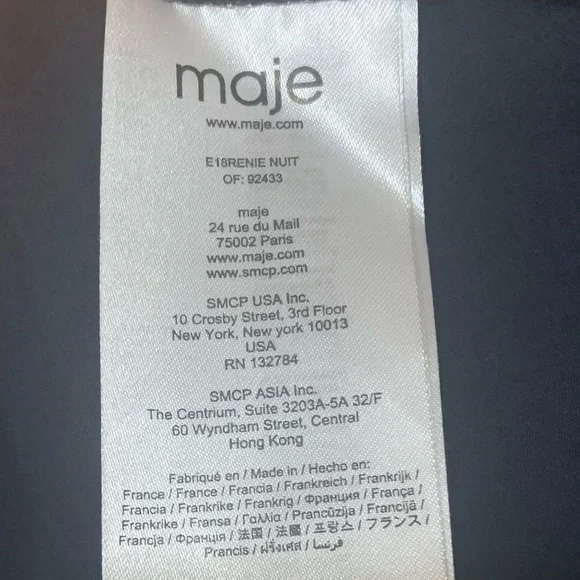 maje
www.maje.com
E18RENIE NUIT
OF: 92433
maje
24 rue du Mail
75002 Paris
www.maje.com
www.smcp.com
SMCP USA Inc.
10 Crosby Street, 3rd Floor
New York, New york 10013
USA
RN 132784
SMCP ASIA Inc.
The Centrium, Suite 3203A-5A 32/F
60 Wyndham Street, Central
Hong Kong
Fabriqué en / Made in / Hecho en:
France / France / Francia / Frankreich / Frankrijk /
Francia / Frankrike / Frankrig / Франция / França /
Frankrike / Fransa / Γαλλία / Prancūzija / Francijā /
Francja / Франция / 法国 / 法國 / 프랑스 / フランス /
Prancis / ฝรั่งเศส / فرنسا